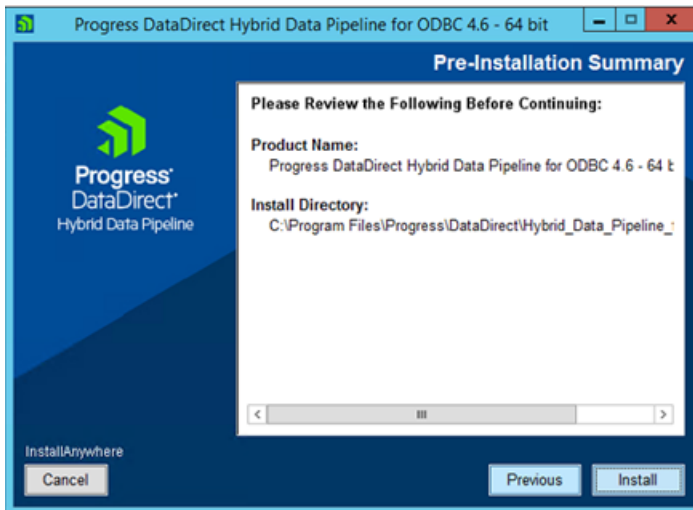 Progress DataDirect Hybrid Data Pipeline for ODBC 4.6 - 64 bit
Pre-Installation Summary
Progress
DataDirect
Hybrid Data Pipeline
Please Review the Following Before Continuing:
Product Name:
Progress DataDirect Hybrid Data Pipeline for ODBC 4.6 - 64
Install Directory:
C:\Program Files\Progress\DataDirect\Hybrid_Data_Pipeline_
InstallAnywhere
Cancel
Previous
Install